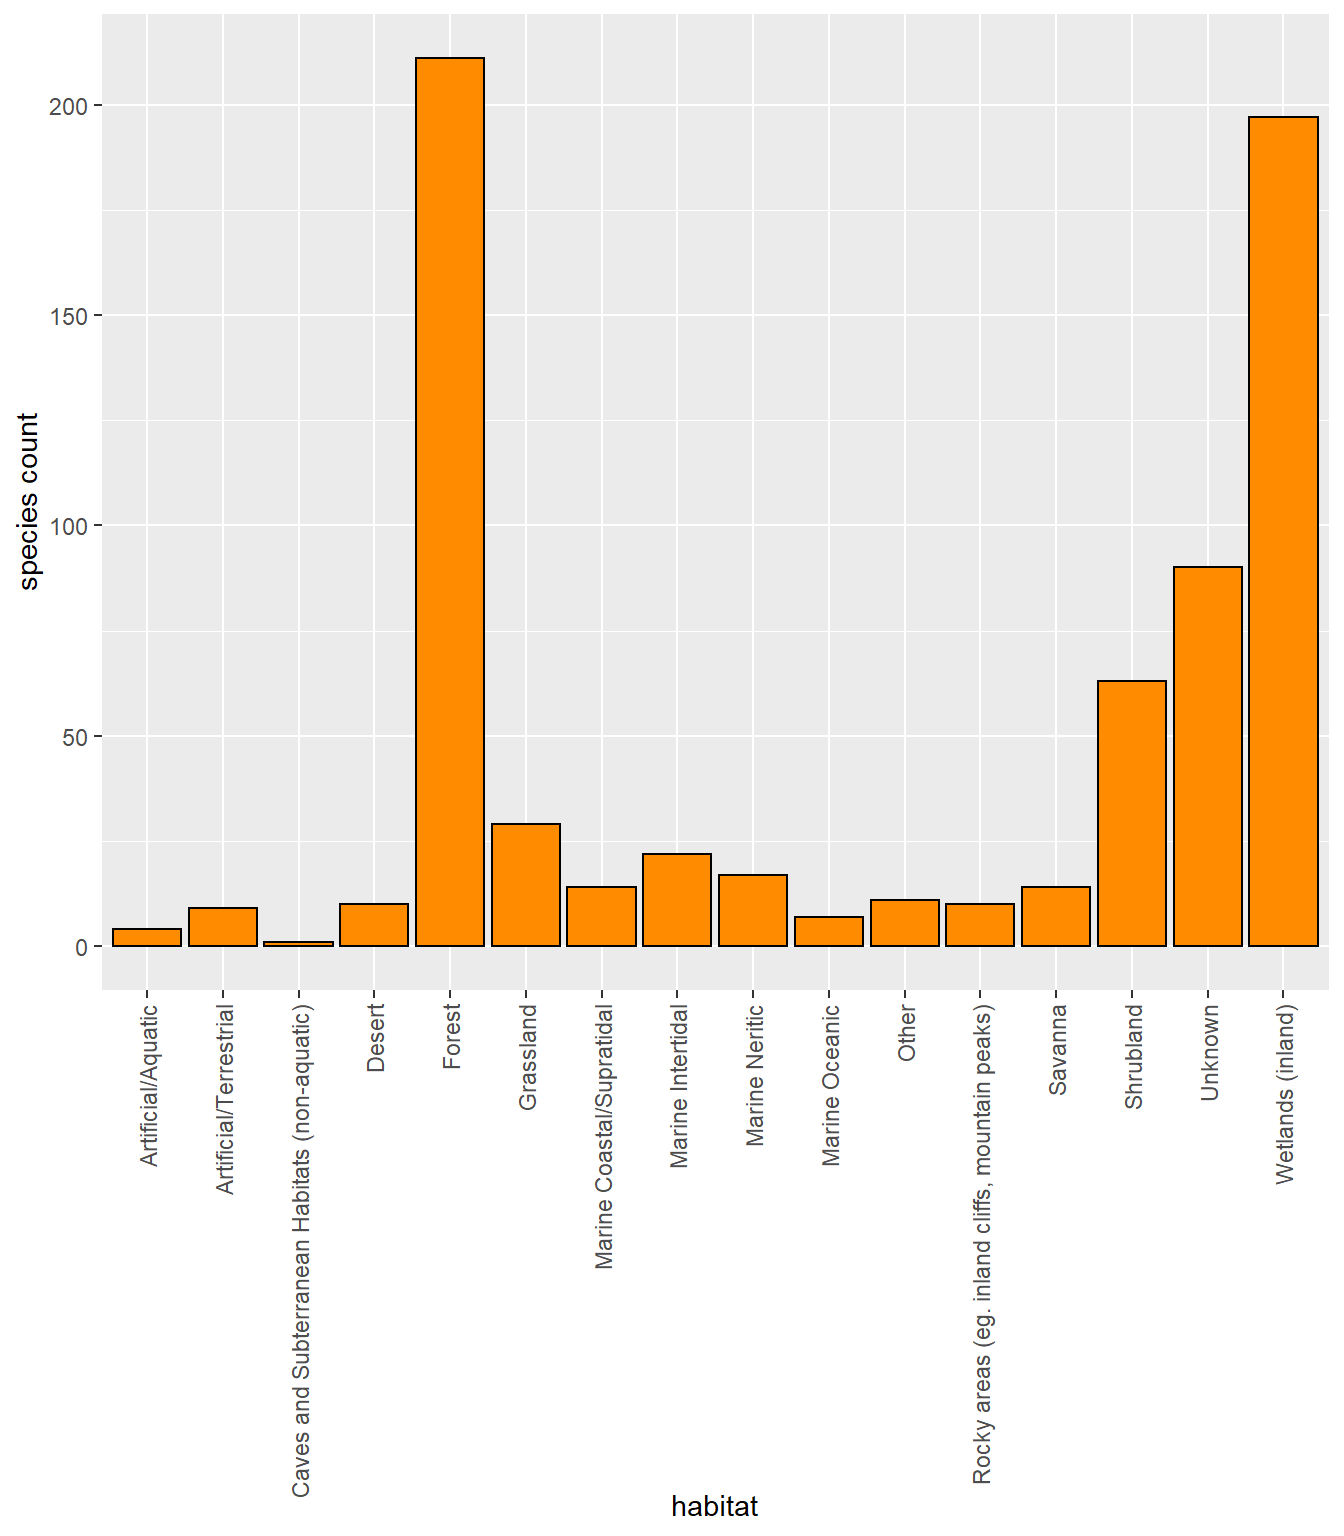 species count
200
150
100
50
0
Artificial/Aquatic
Artificial/Terrestrial
Caves and Subterranean Habitats (non-aquatic)
Desert
Forest
Grassland
Marine Coastal/Supratidal
Marine Intertidal
Marine Neritic
Marine Oceanic
Other
Rocky areas (eg. inland cliffs, mountain peaks)
Savanna
Shrubland
Unknown
Wetlands (inland)
habitat